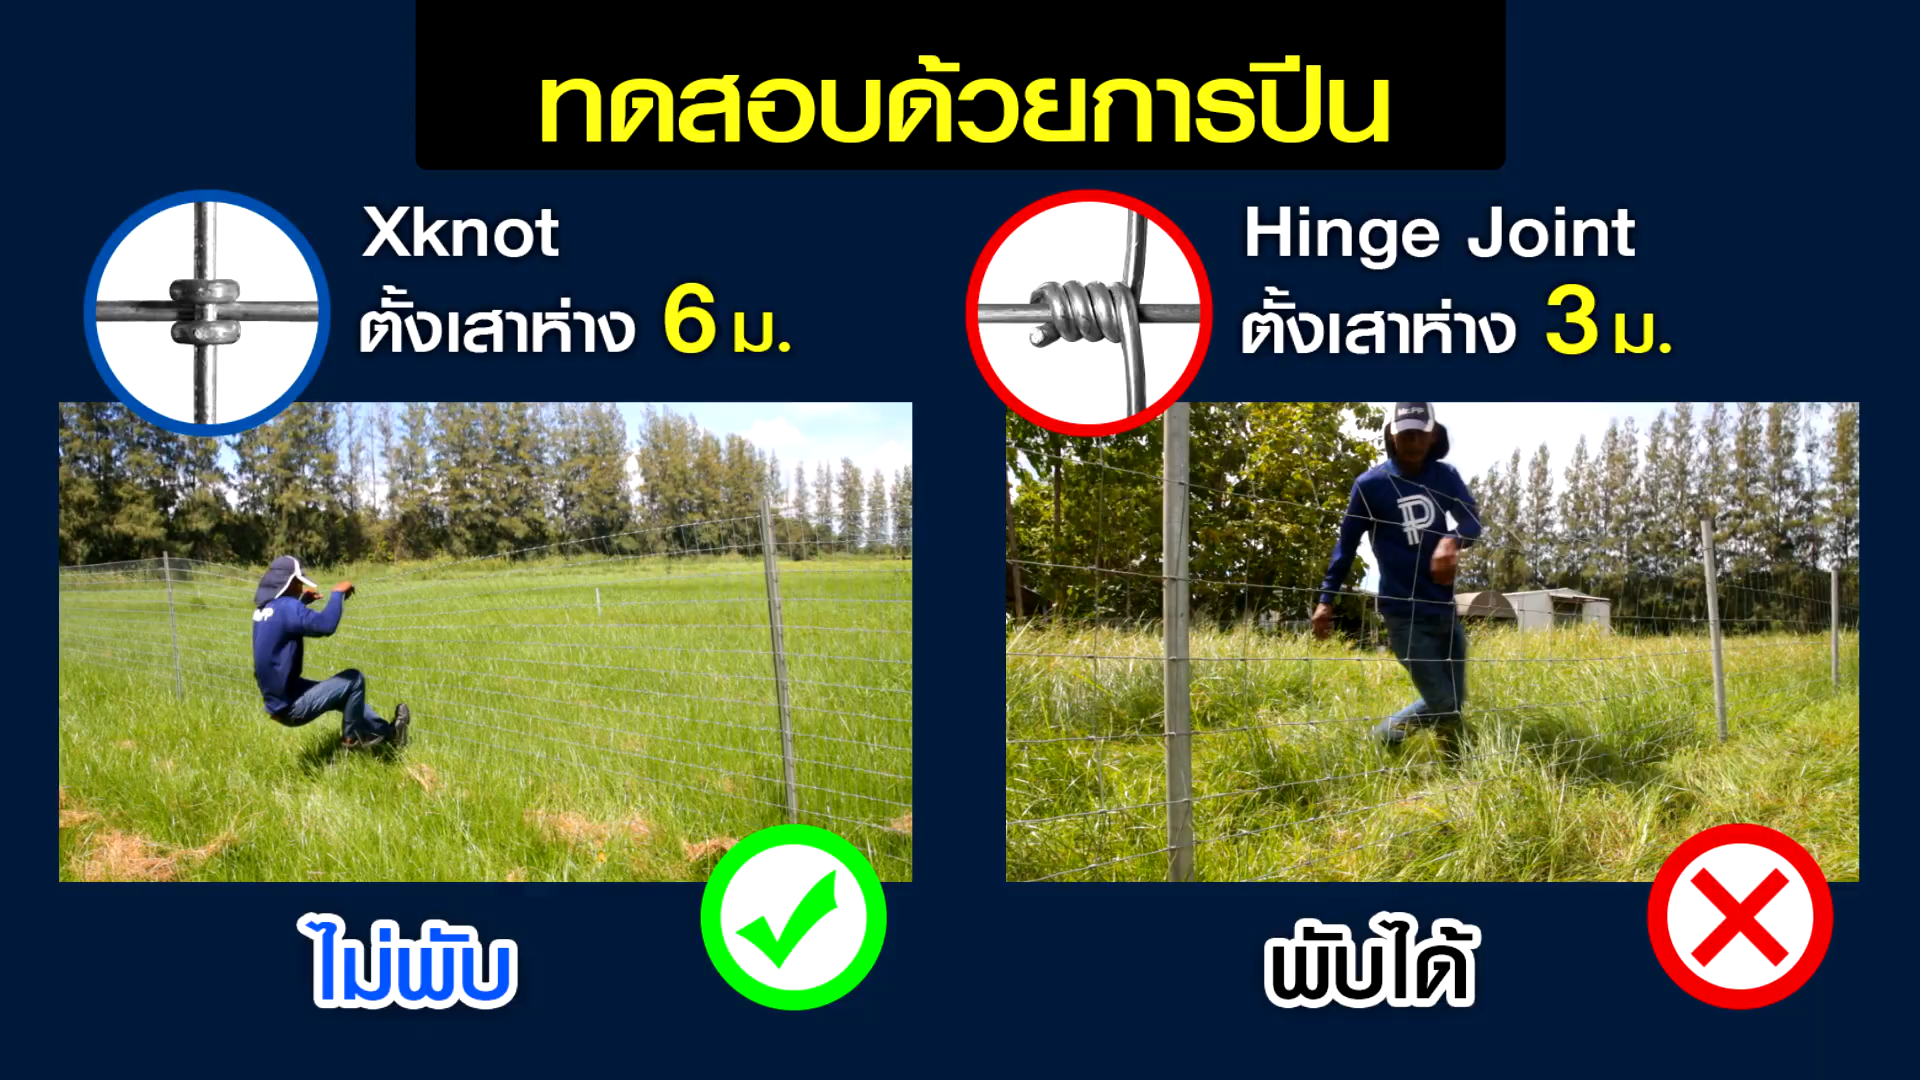 ทดสอบด้วยการปีน
Xknot
ตั้งเสาห่าง 6 ม.
Hinge Joint
ตั้งเสาห่าง 3 ม.
Mr.PP
ไม่พับ
พับได้